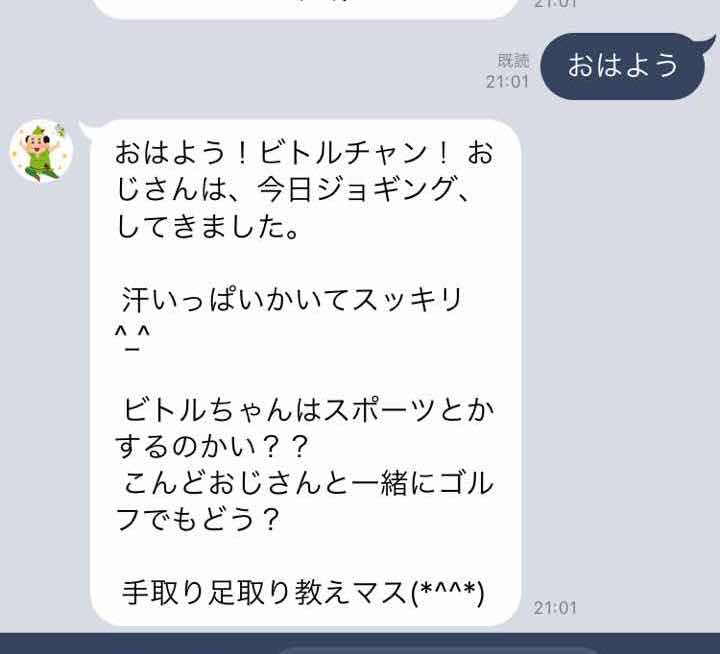 21:01
既読
21:01
おはよう
おはよう！ビトルチャン！ お
じさんは、今日ジョギング、
してきました。
汗いっぱいかいてスッキリ
^_^
ビトルちゃんはスポーツとか
するのかい？？
こんどおじさんと一緒にゴル
フでもどう？
手取り足取り教えマス(*^^*)
21:01